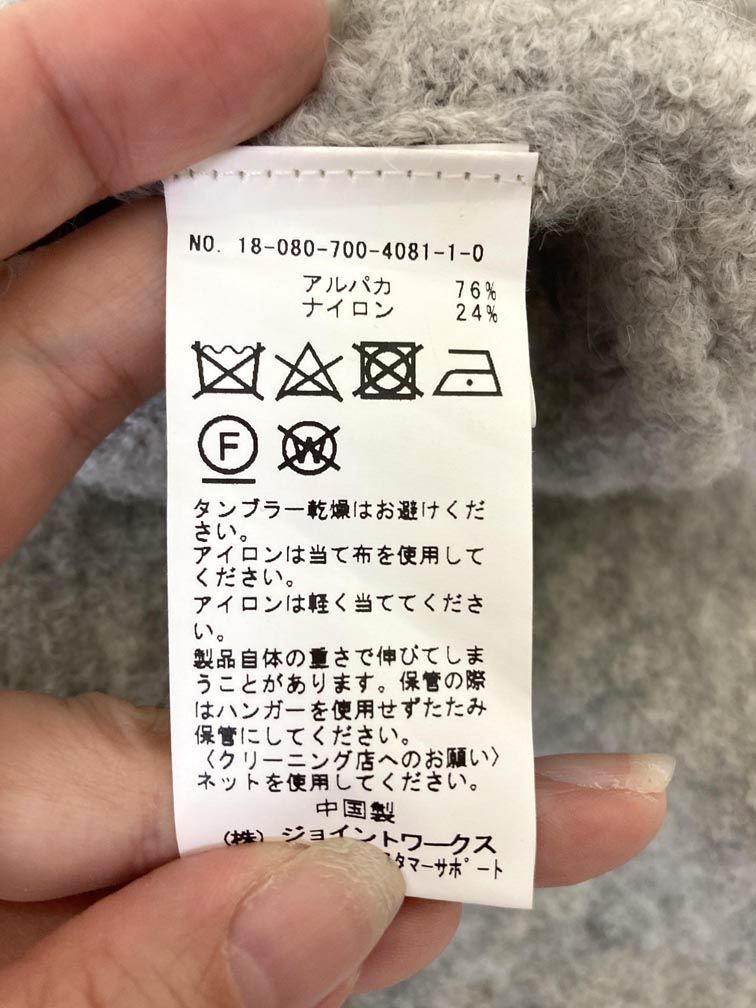 NO. 18-080-700-4081-1-0
アルパカ 76%
ナイロン 24%
F
W
タンブラー乾燥はお避けくだ
さい。
アイロンは当て布を使用して
ください。
アイロンは軽く当ててくださ
い。
製品自体の重さで伸びてしま
うことがあります。保管の際
はハンガーを使用せずたたみ
保管にしてください。
〈クリーニング店へのお願い〉
ネットを使用してください。
中国製
(株) ジョイントワークス
タマーサポート